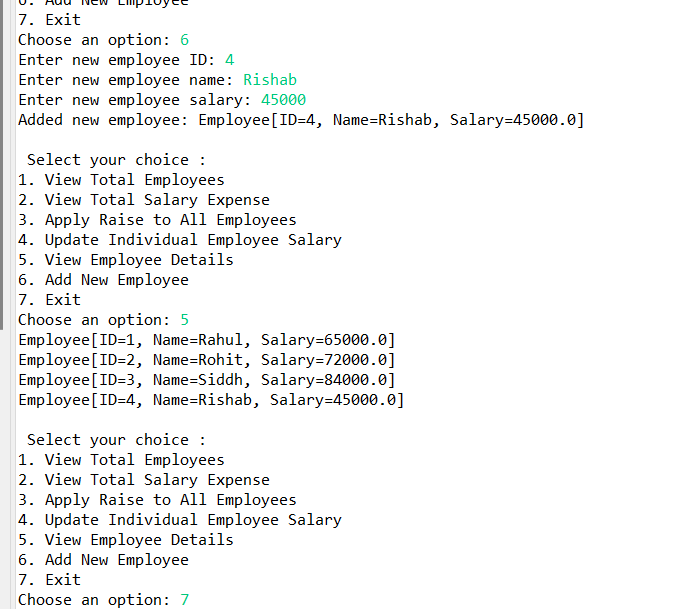 6. Add New Employee
7. Exit
Choose an option: 6
Enter new employee ID: 4
Enter new employee name: Rishab
Enter new employee salary: 45000
Added new employee: Employee[ID=4, Name=Rishab, Salary=45000.0]
Select your choice :
1. View Total Employees
2. View Total Salary Expense
3. Apply Raise to All Employees
4. Update Individual Employee Salary
5. View Employee Details
6. Add New Employee
7. Exit
Choose an option: 5
Employee[ID=1, Name=Rahul, Salary=65000.0]
Employee[ID=2, Name=Rohit, Salary=72000.0]
Employee[ID=3, Name=Siddh, Salary=84000.0]
Employee[ID=4, Name=Rishab, Salary=45000.0]
Select your choice :
1. View Total Employees
2. View Total Salary Expense
3. Apply Raise to All Employees
4. Update Individual Employee Salary
5. View Employee Details
6. Add New Employee
7. Exit
Choose an option: 7